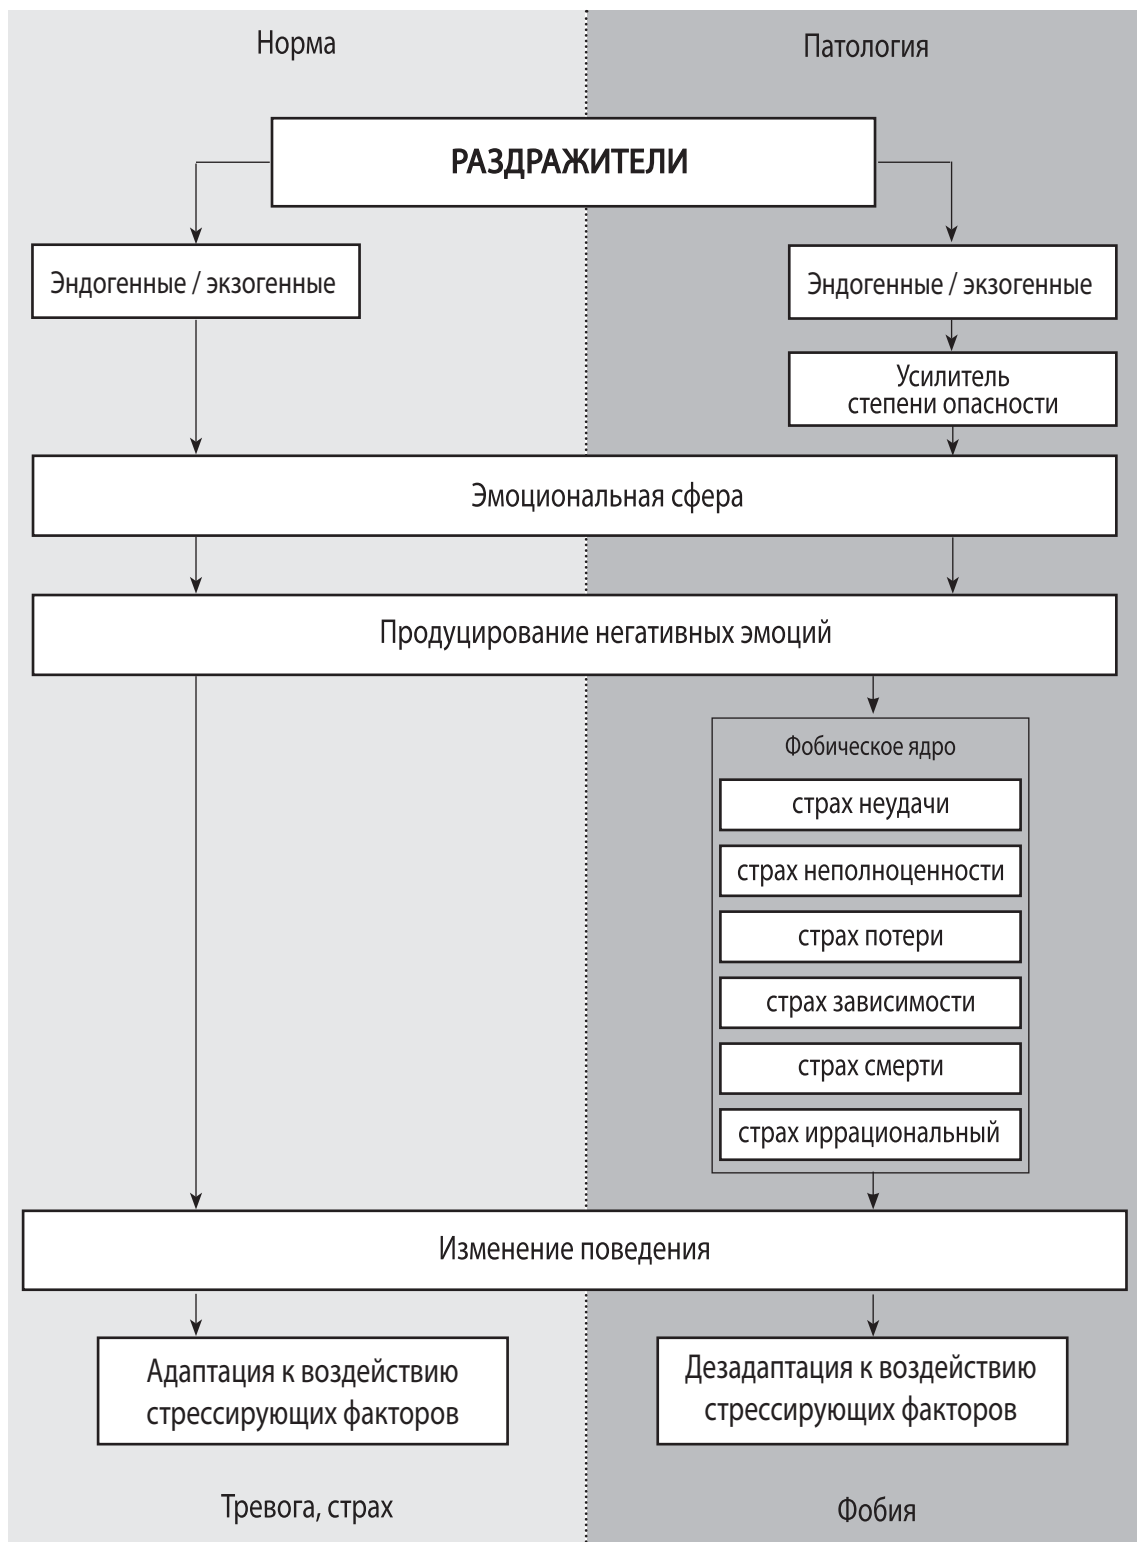 Норма
Патология
РАЗДРАЖИТЕЛИ
Эндогенные / экзогенные
Эндогенные / экзогенные
Усилитель
степени опасности
Эмоциональная сфера
Продуцирование негативных эмоций
Фобическое ядро
страх неудачи
страх неполноценности
страх потери
страх зависимости
страх смерти
страх иррациональный
Изменение поведения
Адаптация к воздействию
стрессирующих факторов
Дезадаптация к воздействию
стрессирующих факторов
Тревога, страх
Фобия